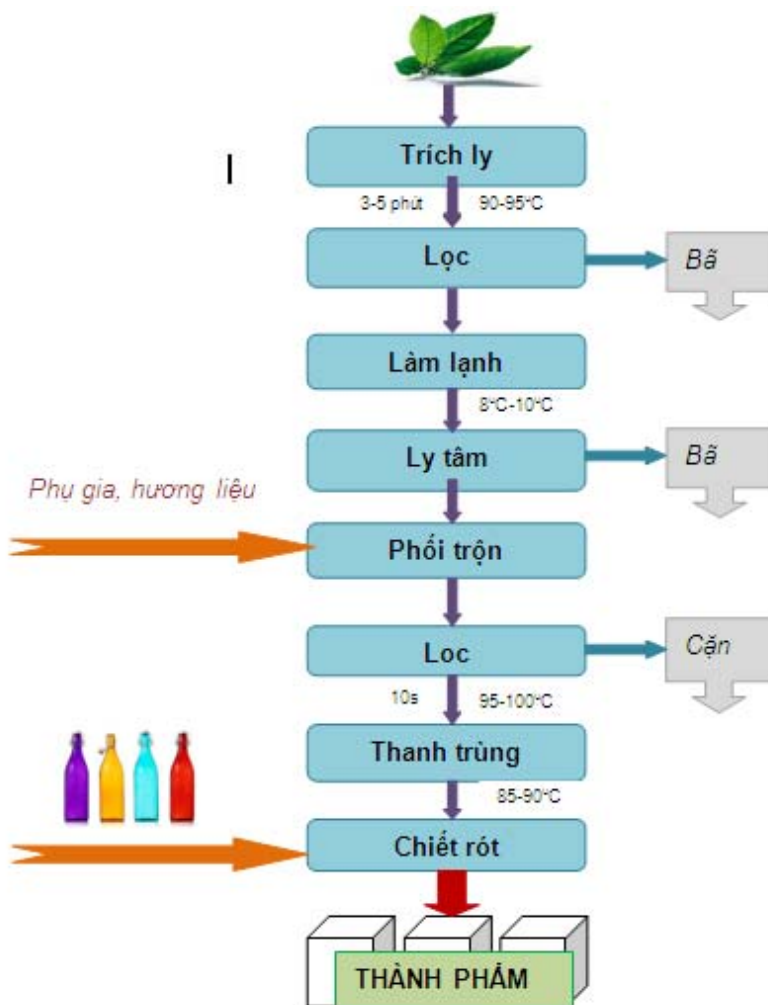 Trích ly
3-5 phút 90-95°C
Lọc
Bã
Làm lạnh
8°C-10°C
Ly tâm
Bã
Phụ gia, hương liệu
Phối trộn
Loc
Cặn
10s 95-100°C
Thanh trùng
85-90°C
Chiết rót
THÀNH PHẨM